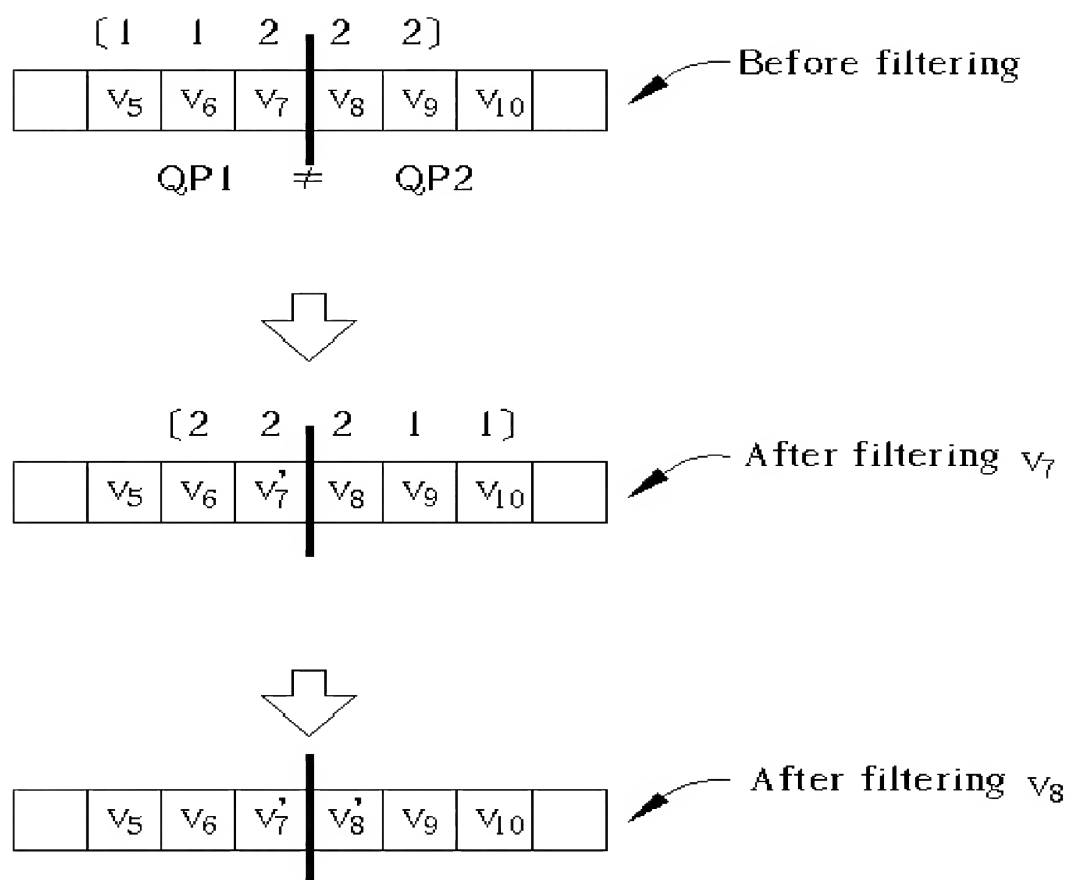 [1 1 2 2 2]
V5 V6 V7 V8 V9 V10
Before filtering
QP1 ≠ QP2
[2 2 2 1 1]
V5 V6 V7' V8 V9 V10
After filtering V7
V5 V6 V7' V8' V9 V10
After filtering V8